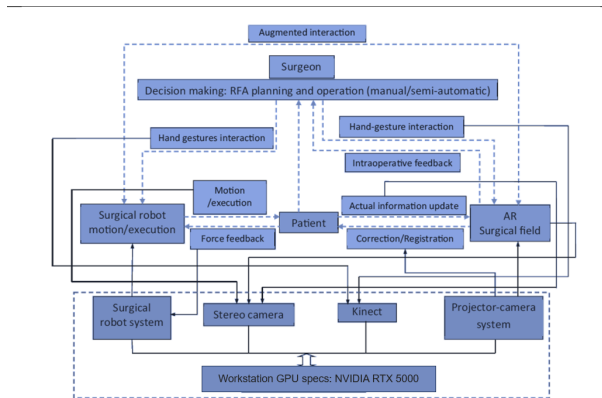 Augmented interaction
Surgeon
Decision making: RFA planning and operation (manual/semi-automatic)
Hand gestures interaction
Hand-gesture interaction
Intraoperative feedback
Motion
/execution
Actual information update
Surgical robot
motion/execution
Patient
AR
Surgical field
Force feedback
Correction/Registration
Surgical
robot system
Stereo camera
Kinect
Projector-camera
system
Workstation GPU specs: NVIDIA RTX 5000